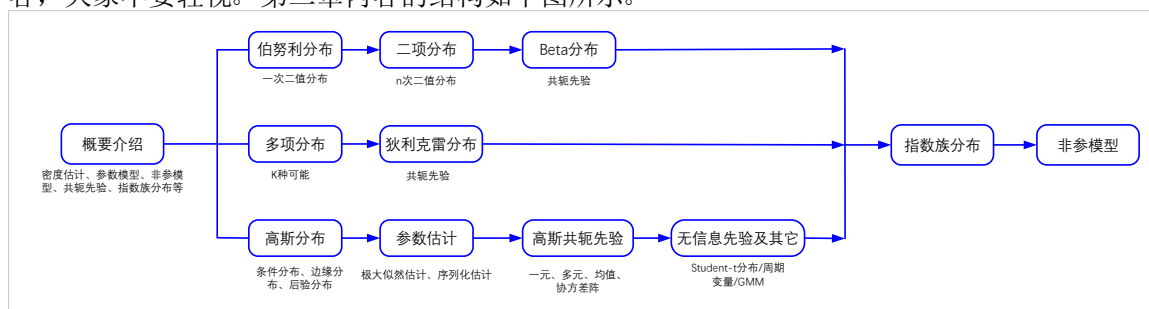 伯努利分布
二项分布
Beta分布
一次二值分布
n次二值分布
共轭先验
概要介绍
多项分布
狄利克雷分布
指数族分布
非参模型
密度估计、参数模型、非参模
型、共轭先验、指数族分布等
K种可能
共轭先验
高斯分布
参数估计
高斯共轭先验
无信息先验及其它
条件分布、边缘分
布、后验分布
极大似然估计、序列化估计
一元、多元、均值、
协方差阵
Student-t分布/周期
变量/GMM